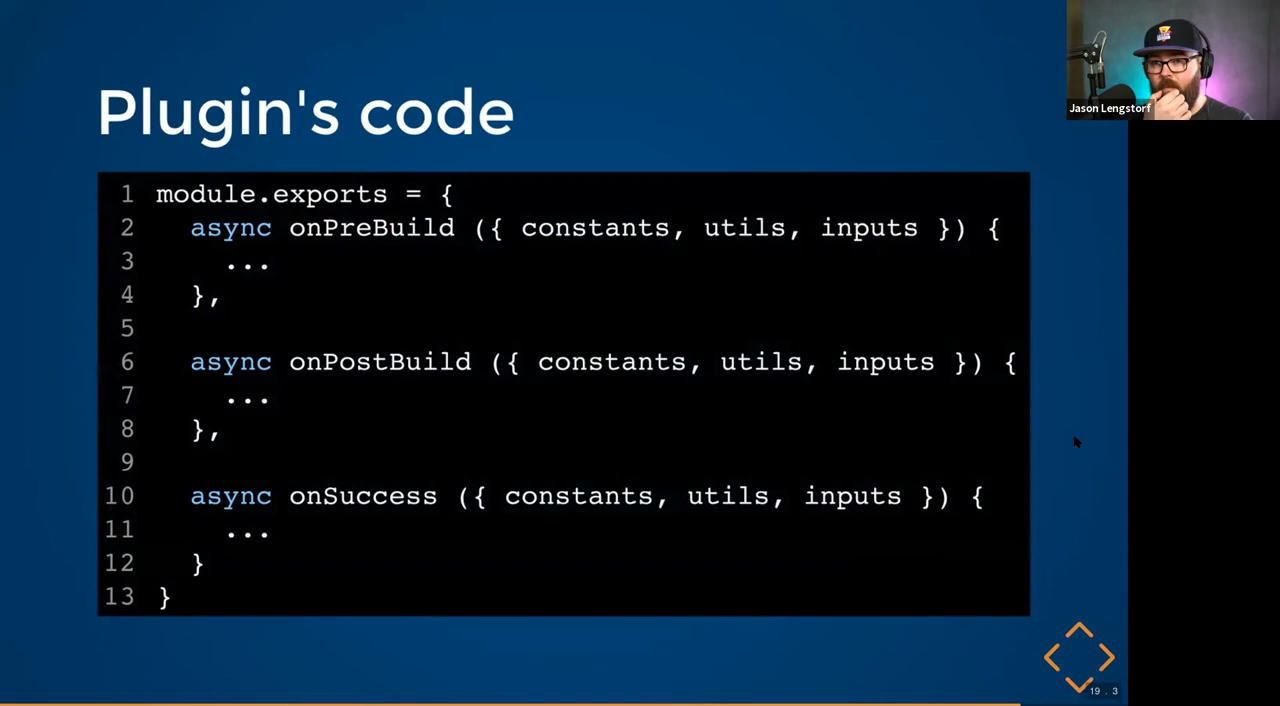 Plugin's code
Jason Lengstorf
1 module.exports = {
2 async onPreBuild ({ constants, utils, inputs }) {
3 ...
4 },
5
6 async onPostBuild ({ constants, utils, inputs }) {
7 ...
8 },
9
10 async onSuccess ({ constants, utils, inputs }) {
11 ...
12 }
13 }
19 . 3